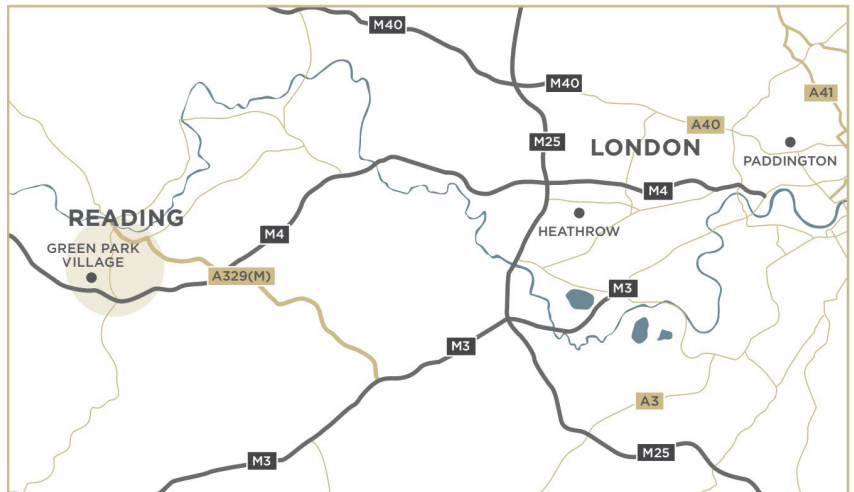 M40
M40
A41
A40
M25
LONDON
PADDINGTON
M4
READING
HEATHROW
M4
GREEN PARK
VILLAGE
A329(M)
M3
M3
A3
M25
M3